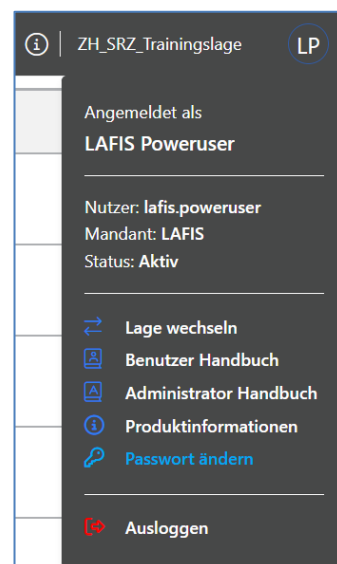 ZH_SRZ_Trainingslage LP
Angemeldet als
LAFIS Poweruser
Nutzer: lafis.poweruser
Mandant: LAFIS
Status: Aktiv
Lage wechseln
Benutzer Handbuch
Administrator Handbuch
Produktinformationen
Passwort ändern
Ausloggen